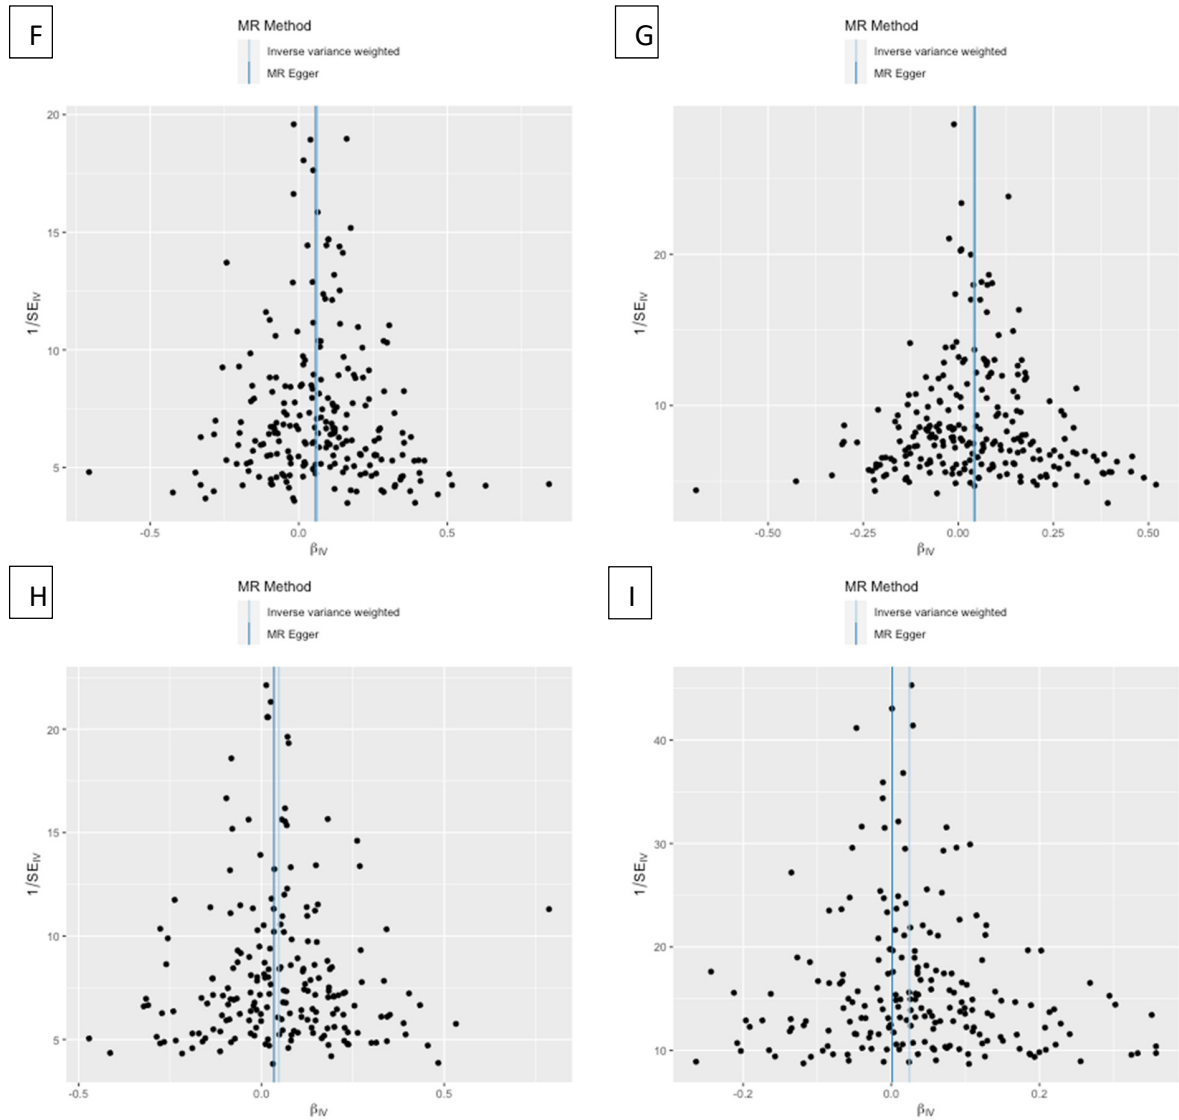 F
MR Method
Inverse variance weighted
MR Egger
20
15
10
5
1/SE_IV
-0.5
0.0
0.5
β_IV
G
MR Method
Inverse variance weighted
MR Egger
20
10
1/SE_IV
-0.50
-0.25
0.00
0.25
0.50
β_IV
H
MR Method
Inverse variance weighted
MR Egger
20
15
10
5
1/SE_IV
-0.5
0.0
0.5
β_IV
I
MR Method
Inverse variance weighted
MR Egger
40
30
20
10
1/SE_IV
-0.2
0.0
0.2
β_IV